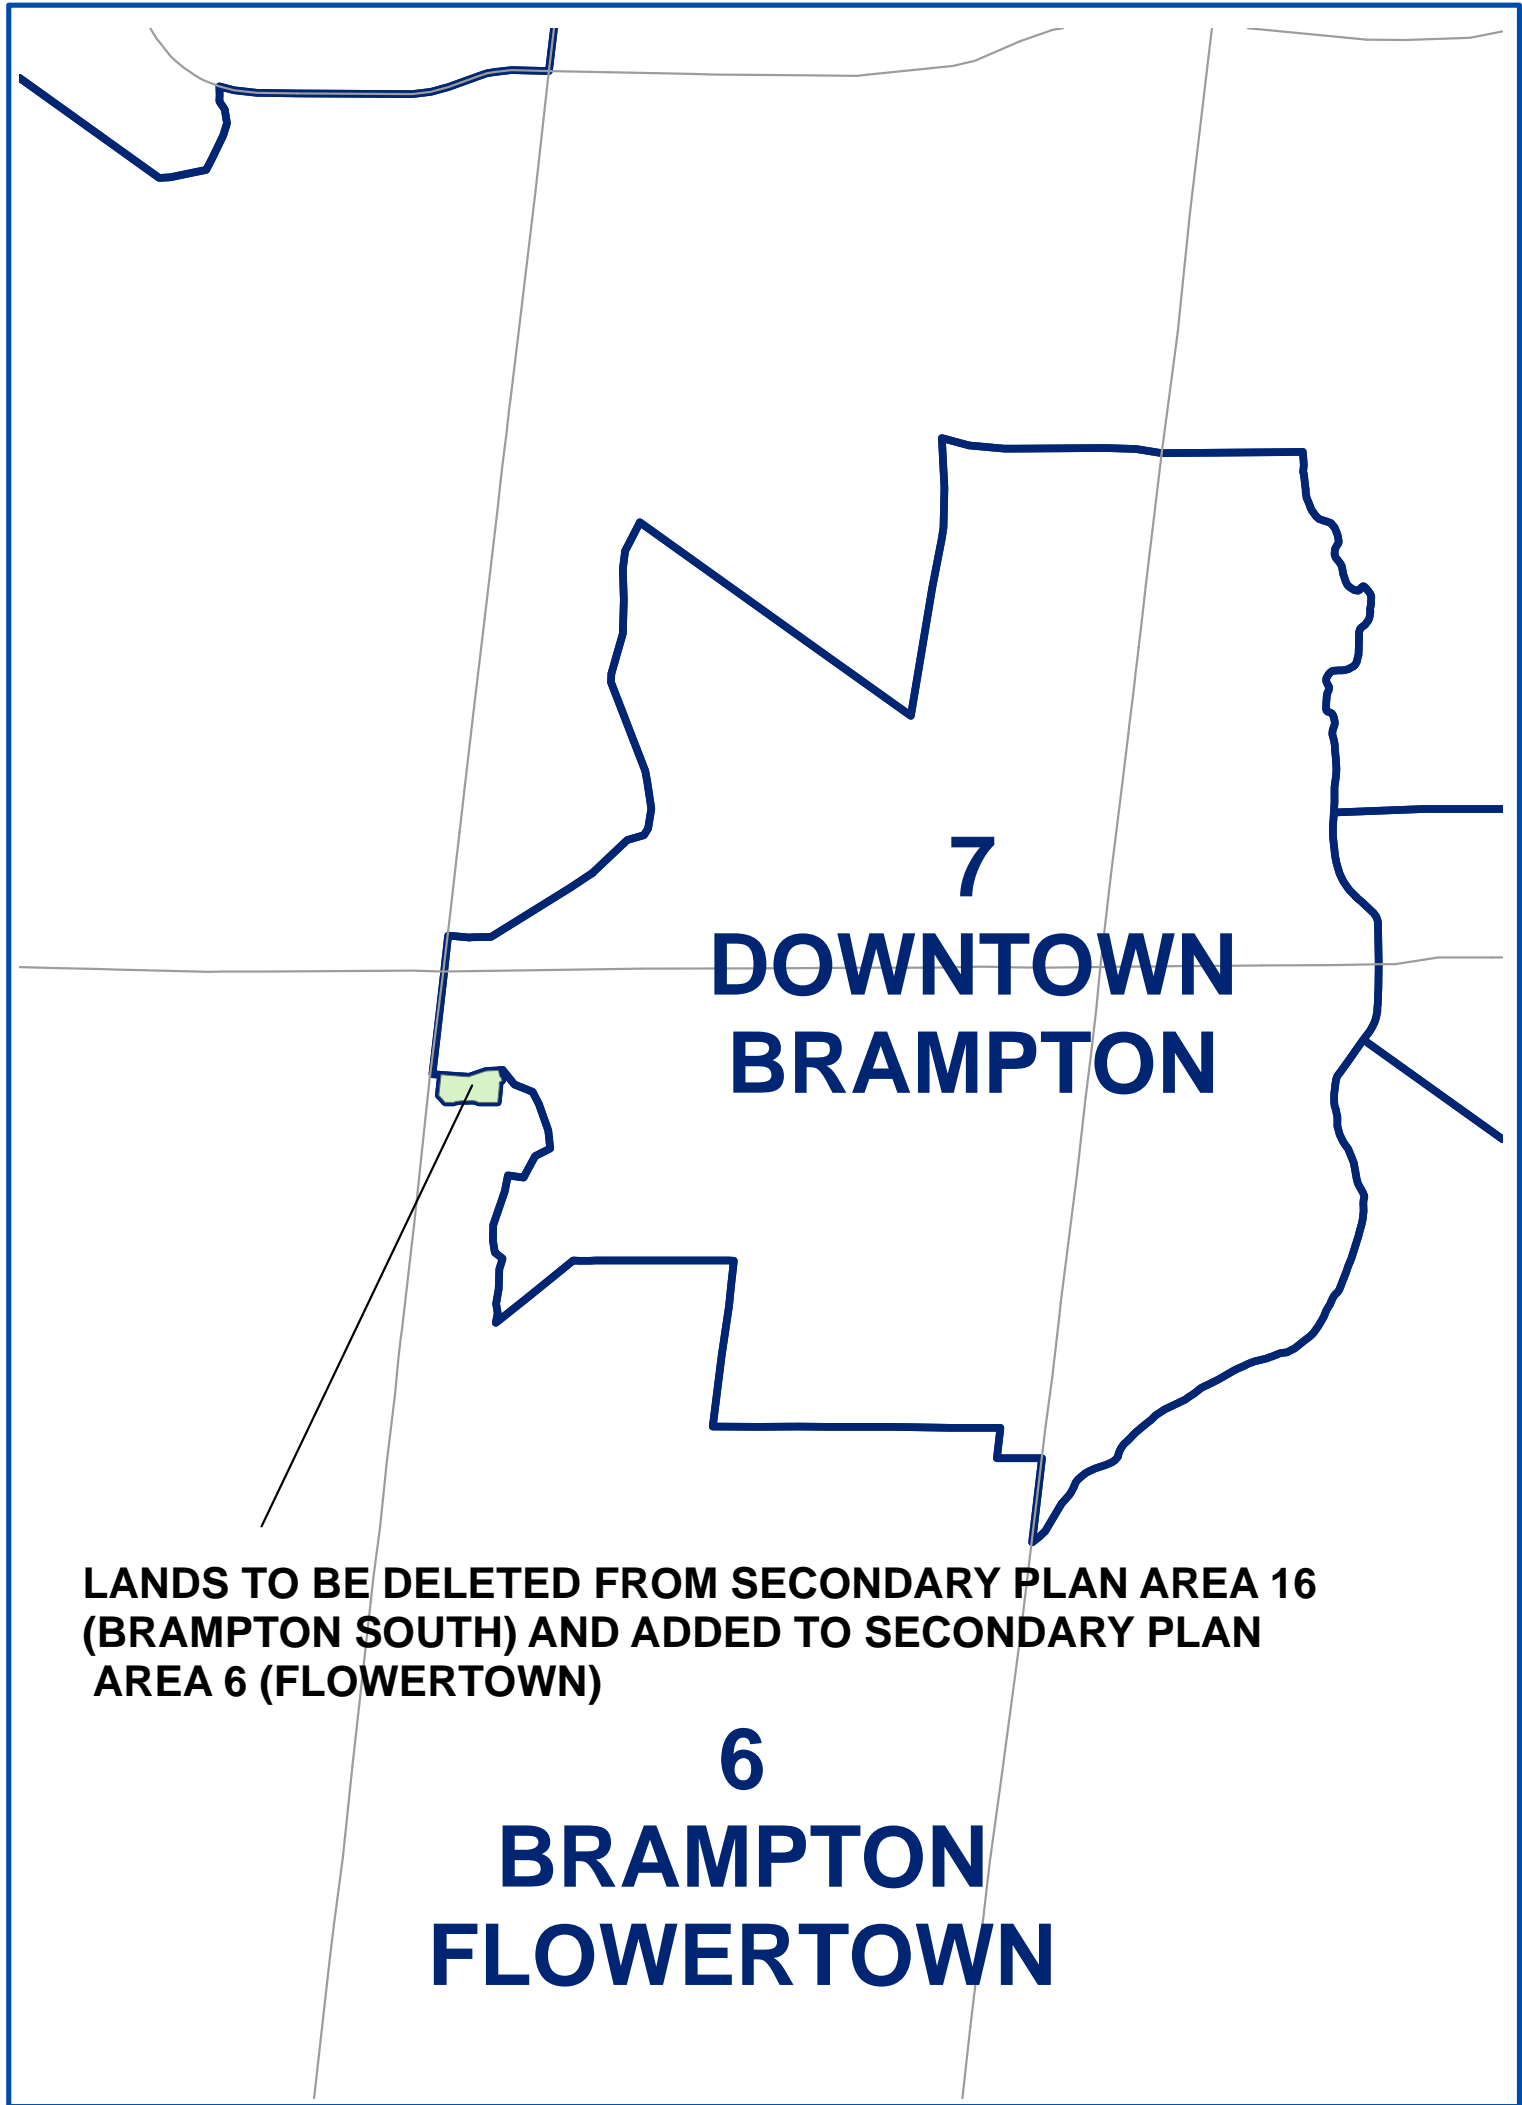 7
DOWNTOWN
BRAMPTON
LANDS TO BE DELETED FROM SECONDARY PLAN AREA 16
(BRAMPTON SOUTH) AND ADDED TO SECONDARY PLAN
AREA 6 (FLOWERTOWN)
6
BRAMPTON
FLOWERTOWN